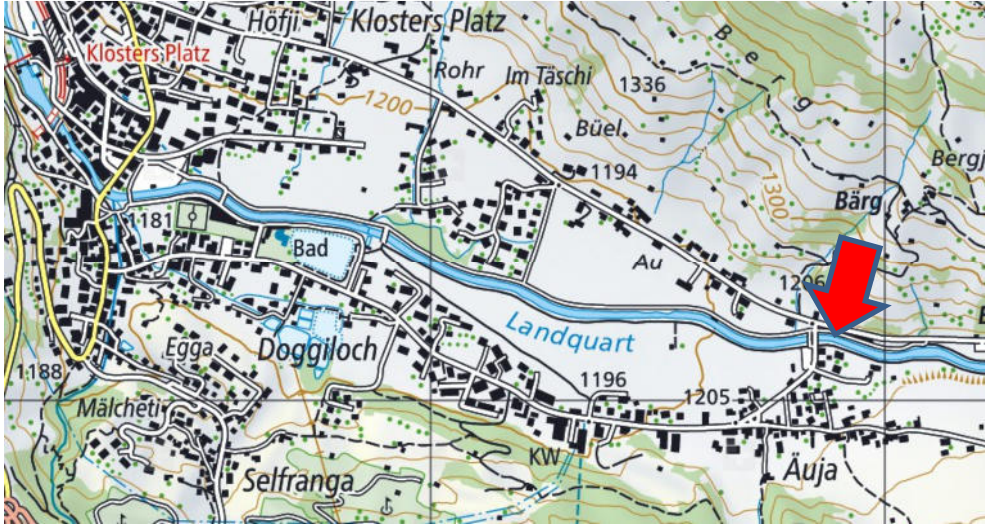 Höfji
Klosters Platz
Klosters Platz
Rohr
Im Täschi
1336
Berg
1200
Büel
1194
Bergj
1300
Bärg
1181
Bad
Au
Landquart
Egga
Doggiloch
1188
1196
1205
Mälcheti
KW
Äuja
Selfranga